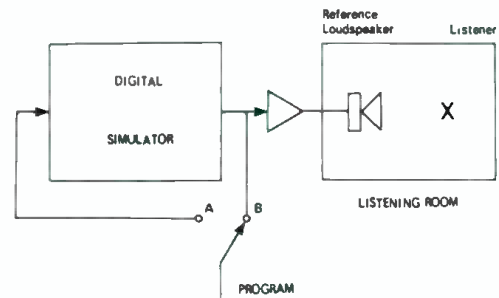 Reference
Loudspeaker
Listener
DIGITAL
SIMULATOR
X
A
B
LISTENING ROOM
PROGRAM